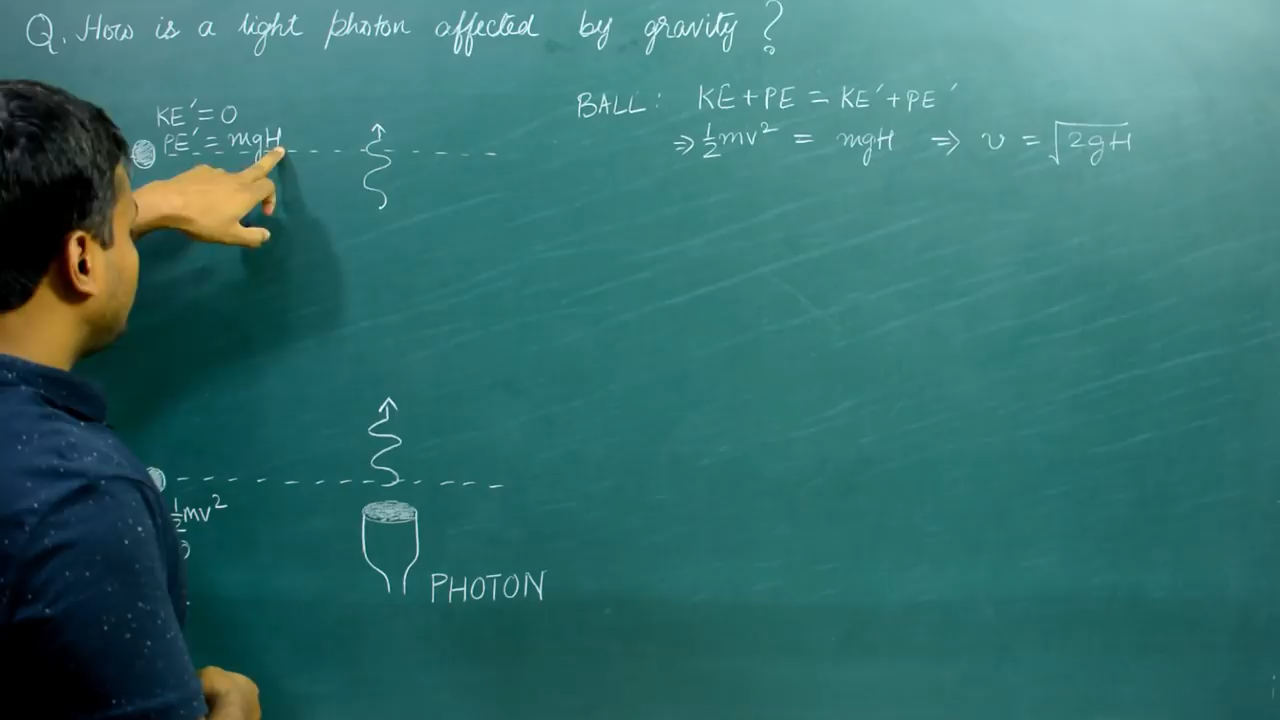 Q. How is a light photon affected by gravity ?
KE' = 0
PE' = mgH
BALL : KE + PE = KE' + PE'
⇒ ½mv² = mgH ⇒ v = √2gH
½mv²
PHOTON